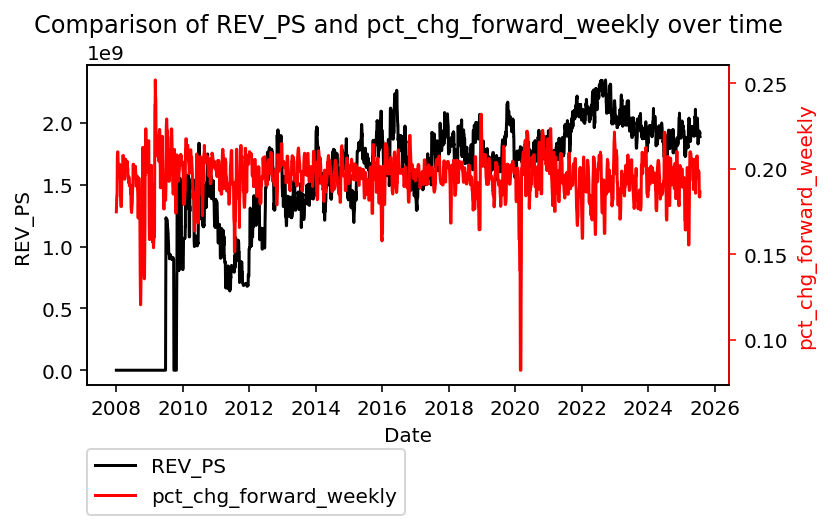 Comparison of REV_PS and pct_chg_forward_weekly over time
1e9
2.0
1.5
1.0
0.5
0.0
REV_PS
0.25
0.20
0.15
0.10
pct_chg_forward_weekly
2008 2010 2012 2014 2016 2018 2020 2022 2024 2026
Date
REV_PS
pct_chg_forward_weekly